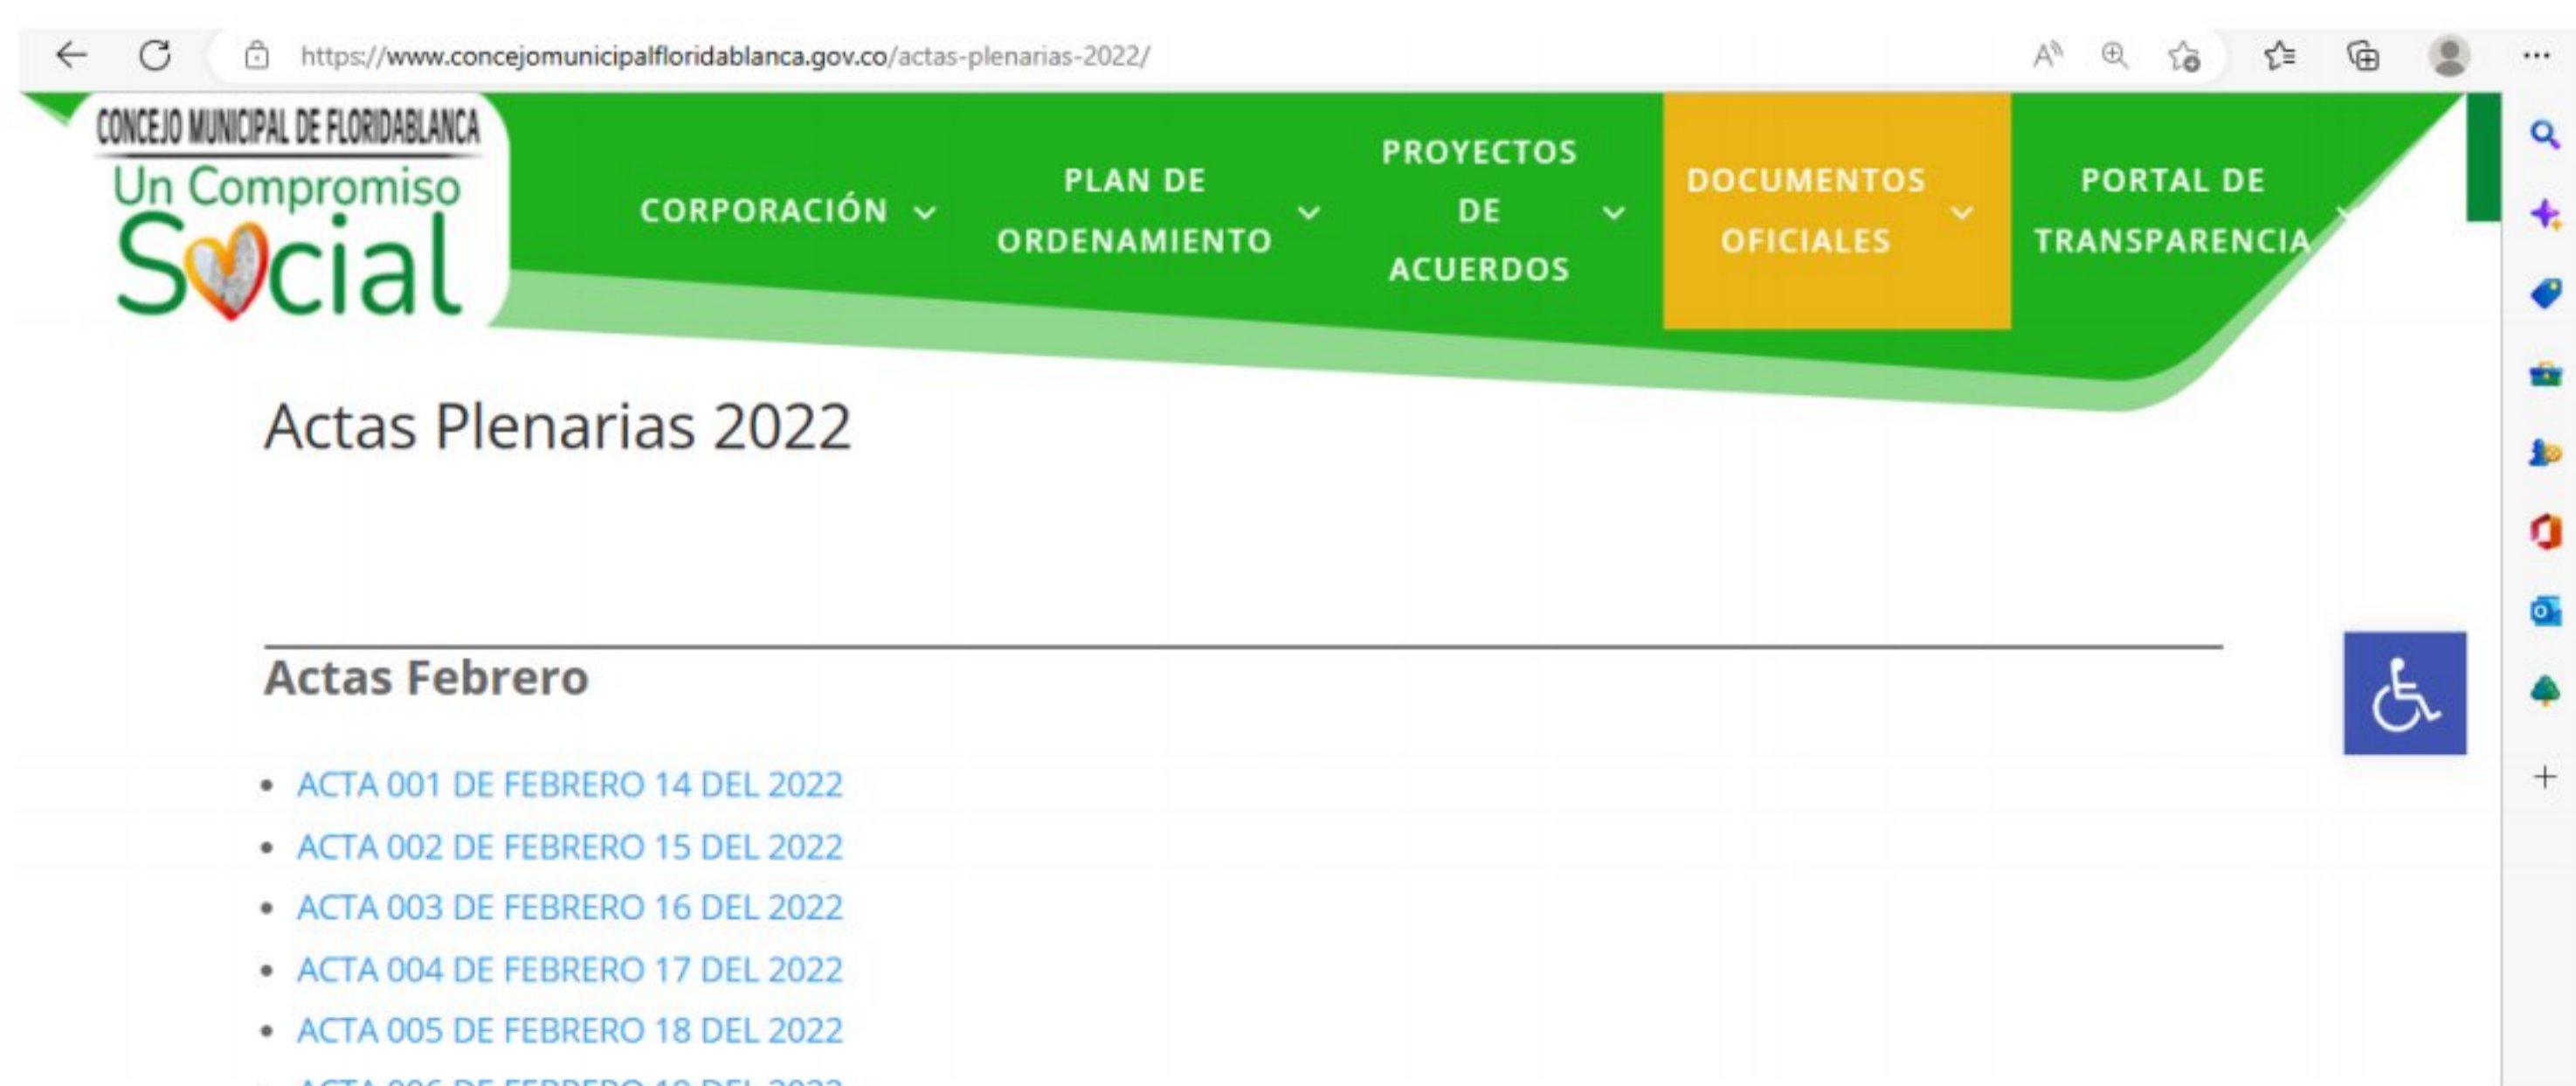 https://www.concejomunicipalfloridablanca.gov.co/actas-plenarias-2022/
CONCEJO MUNICIPAL DE FLORIDABLANCA
Un Compromiso
Social
CORPORACIÓN
PLAN DE
ORDENAMIENTO
PROYECTOS
DE
ACUERDOS
DOCUMENTOS
OFICIALES
PORTAL DE
TRANSPARENCIA
Actas Plenarias 2022
Actas Febrero
• ACTA 001 DE FEBRERO 14 DEL 2022
• ACTA 002 DE FEBRERO 15 DEL 2022
• ACTA 003 DE FEBRERO 16 DEL 2022
• ACTA 004 DE FEBRERO 17 DEL 2022
• ACTA 005 DE FEBRERO 18 DEL 2022